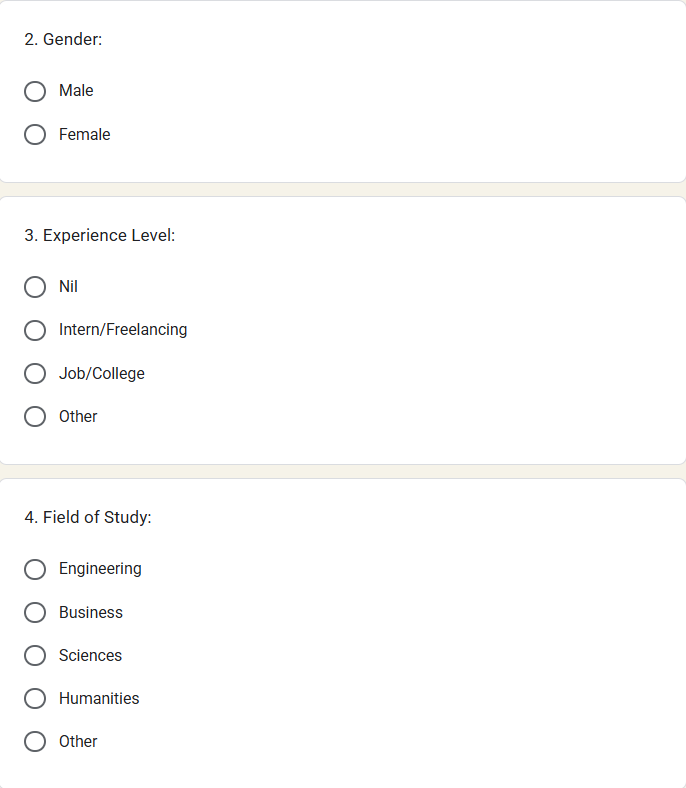 2. Gender:
Male
Female
3. Experience Level:
Nil
Intern/Freelancing
Job/College
Other
4. Field of Study:
Engineering
Business
Sciences
Humanities
Other